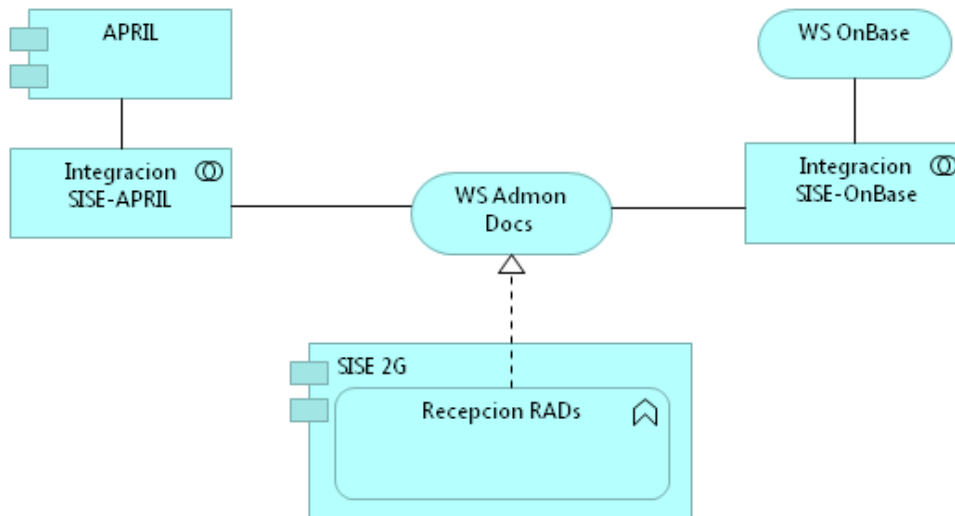 APRIL
WS OnBase
Integracion
SISE-APRIL
WS Admon
Docs
Integracion
SISE-OnBase
SISE 2G
Recepcion RADs